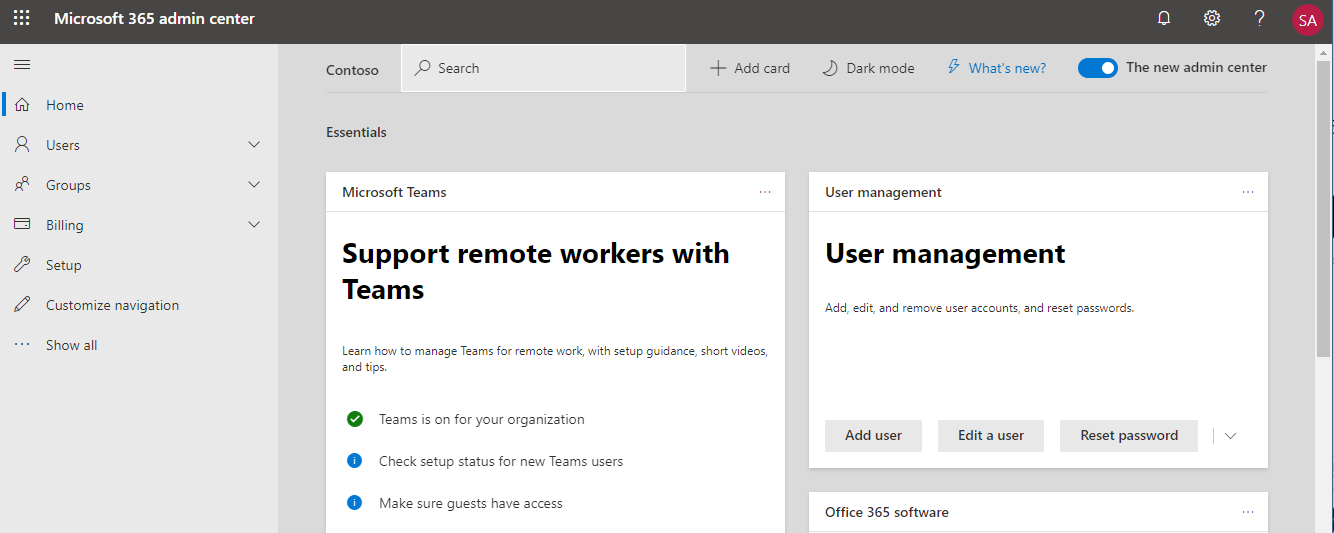 Microsoft 365 admin center
SA
Contoso
Search
Add card
Dark mode
What's new?
The new admin center
Home
Users
Groups
Billing
Setup
Customize navigation
Show all
Essentials
Microsoft Teams
Support remote workers with
Teams
Learn how to manage Teams for remote work, with setup guidance, short videos,
and tips.
Teams is on for your organization
Check setup status for new Teams users
Make sure guests have access
User management
User management
Add, edit, and remove user accounts, and reset passwords.
Add user
Edit a user
Reset password
Office 365 software